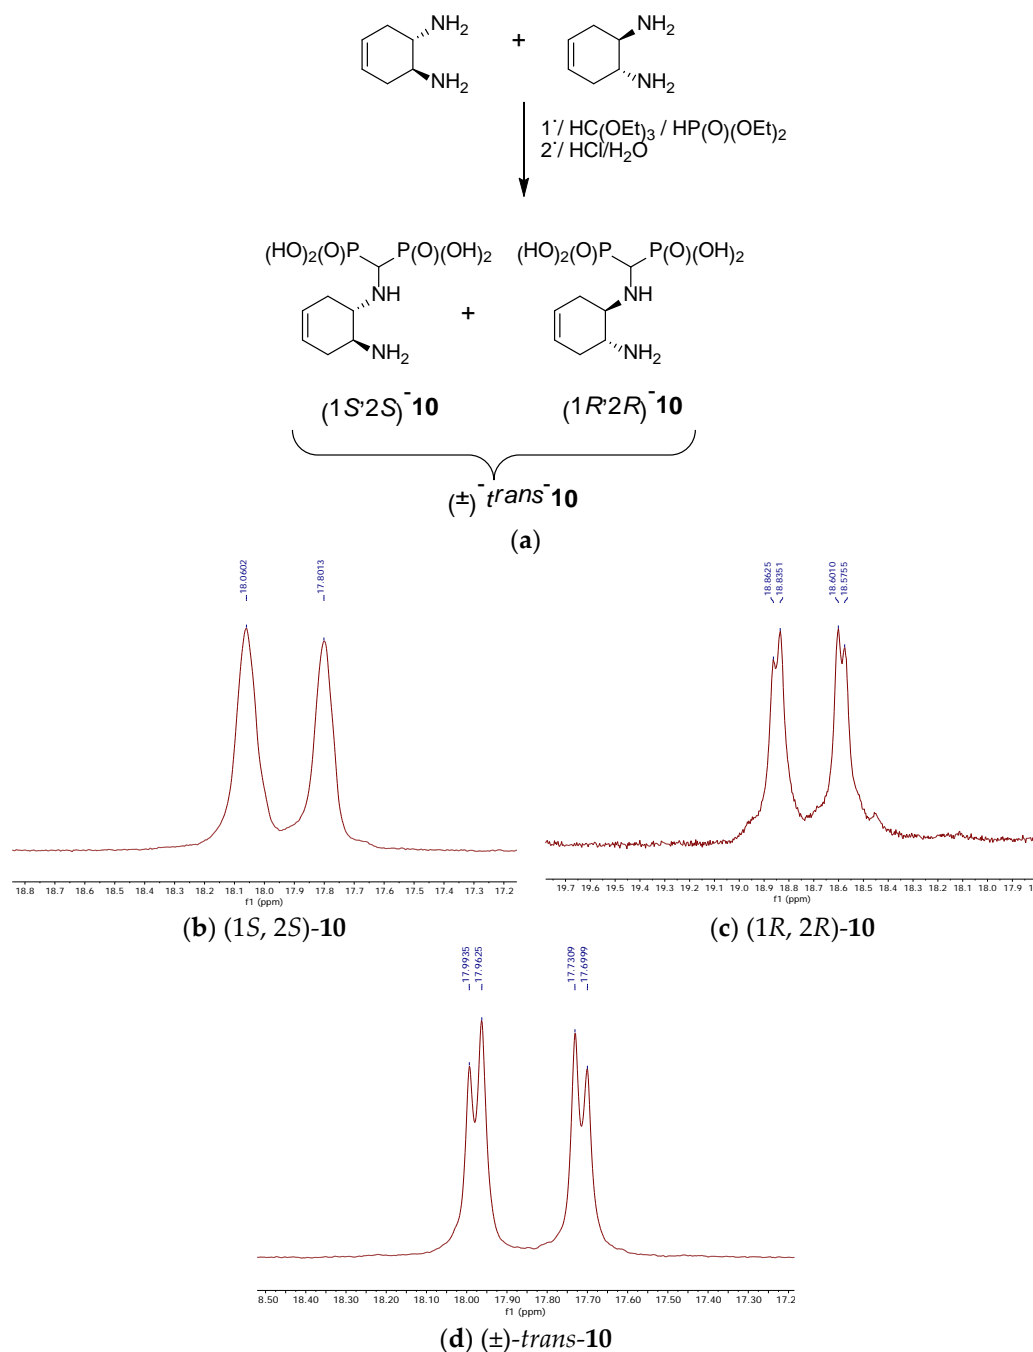 NH2 + NH2
NH2 NH2
1˙/ HC(OEt)3 / HP(O)(OEt)2
2˙/ HCl/H2O
(HO)2(O)P P(O)(OH)2 (HO)2(O)P P(O)(OH)2
NH + NH
NH2 NH2
(1S,2S)-10 (1R,2R)-10
(±)-trans-10
(a)
18.0602 17.8013
18.8625 18.8351 18.6010 18.5755
18.8 18.7 18.6 18.5 18.4 18.3 18.2 18.1 18.0 17.9 17.8 17.7 17.6 17.5 17.4 17.3 17.2
f1 (ppm)
19.7 19.6 19.5 19.4 19.3 19.2 19.1 19.0 18.9 18.8 18.7 18.6 18.5 18.4 18.3 18.2 18.1 18.0 17.9 1
f1 (ppm)
(b) (1S, 2S)-10
(c) (1R, 2R)-10
17.9935 17.9625 17.7309 17.6999
8.50 18.40 18.30 18.20 18.10 18.00 17.90 17.80 17.70 17.60 17.50 17.40 17.30 17.2
f1 (ppm)
(d) (±)-trans-10